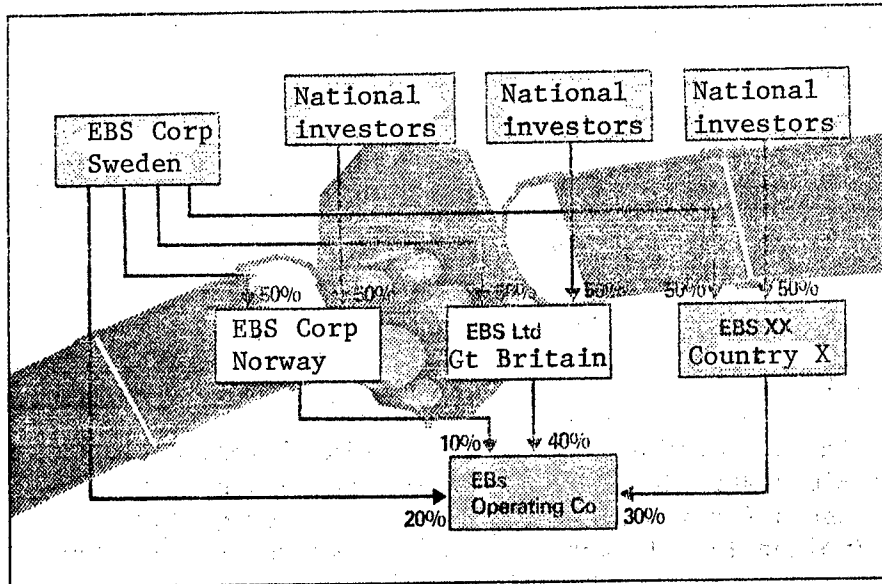 National
investors
National
investors
National
investors
EBS Corp
Sweden
50%
50%
50%
50%
50%
50%
EBS Corp
Norway
EBS Ltd
Gt Britain
EBS XX
Country X
10%
40%
EBs
Operating Co
20%
30%